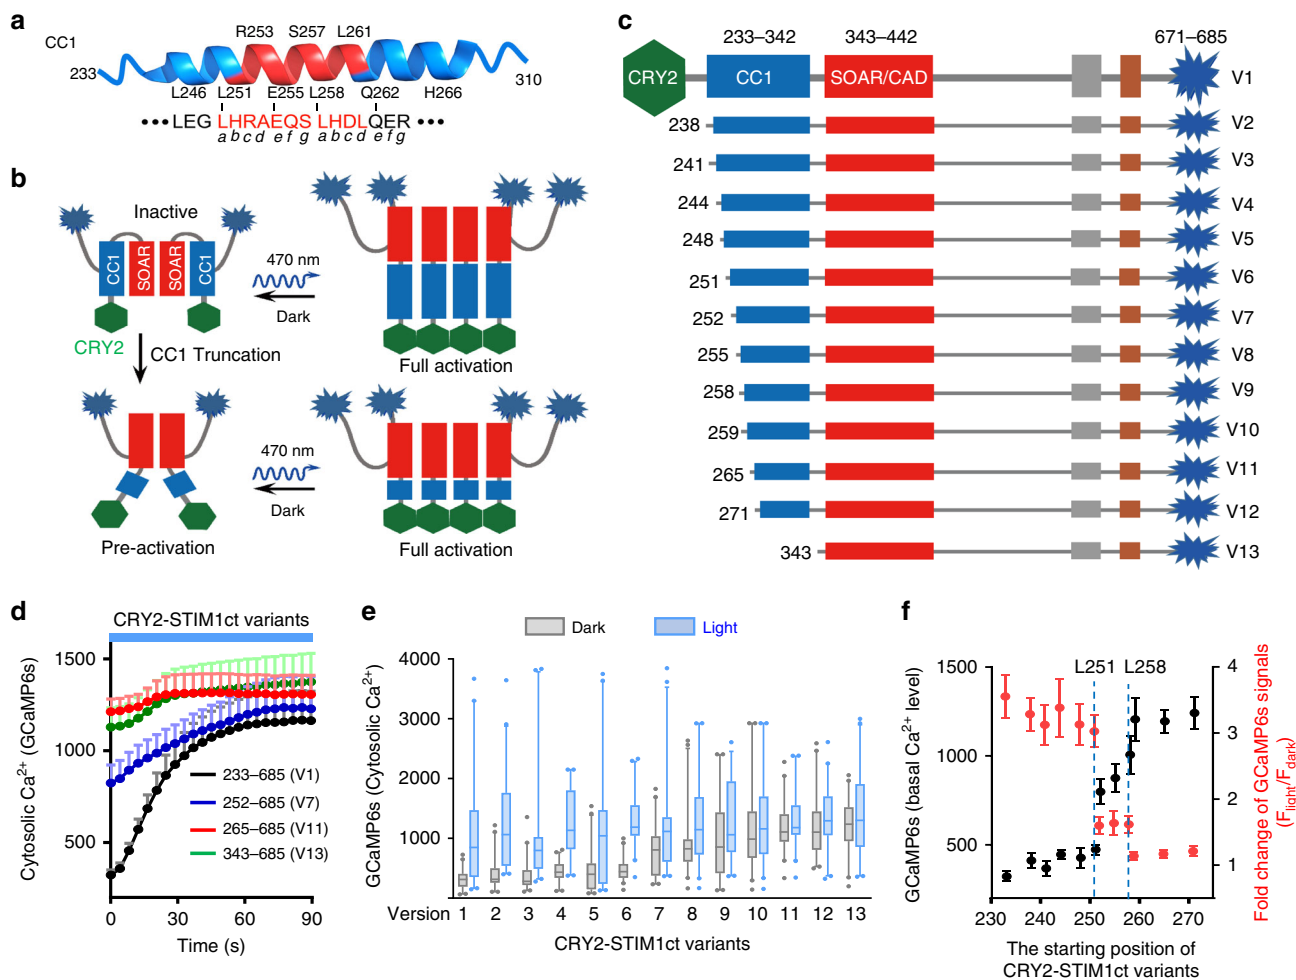 a
CC1
R253 S257 L261
233
310
L246 L251 E255 L258 Q262 H266
•••LEG LHRAEQS LHDLQER •••
a b c d e f g a b c d e f g
b
Inactive
CC1
SOAR
SOAR
CC1
470 nm
Dark
CRY2
CC1 Truncation
Full activation
470 nm
Dark
Pre-activation
Full activation
c
233–342 343–442 671–685
CRY2 CC1 SOAR/CAD V1
238 V2
241 V3
244 V4
248 V5
251 V6
252 V7
255 V8
258 V9
259 V10
265 V11
271 V12
343 V13
d
CRY2-STIM1ct variants
Cytosolic Ca²⁺ (GCaMP6s)
1500
1000
500
233–685 (V1)
252–685 (V7)
265–685 (V11)
343–685 (V13)
0 30 60 90
Time (s)
e
Dark Light
GCaMP6s (Cytosolic Ca²⁺)
4000
3000
2000
1000
Version 1 2 3 4 5 6 7 8 9 10 11 12 13
CRY2-STIM1ct variants
f
L251 L258
GCaMP6s (basal Ca²⁺ level)
1500
1000
500
4
3
2
1
Fold change of GCaMP6s signals
(Flight/Fdark)
230 240 250 260 270
The starting position of
CRY2-STIM1ct variants